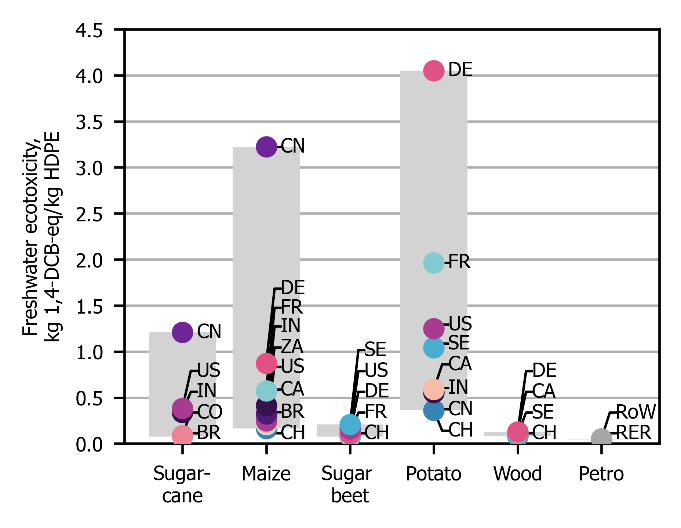 4.5
4.0
3.5
3.0
2.5
2.0
1.5
1.0
0.5
0.0
Freshwater ecotoxicity,
kg 1,4-DCB-eq/kg HDPE
CN
US
IN
CO
BR
CN
DE
FR
IN
ZA
US
CA
BR
CH
SE
US
DE
FR
CH
DE
FR
US
SE
CA
IN
CN
CH
DE
CA
SE
CH
RoW
RER
Sugar-
cane
Maize
Sugar
beet
Potato
Wood
Petro